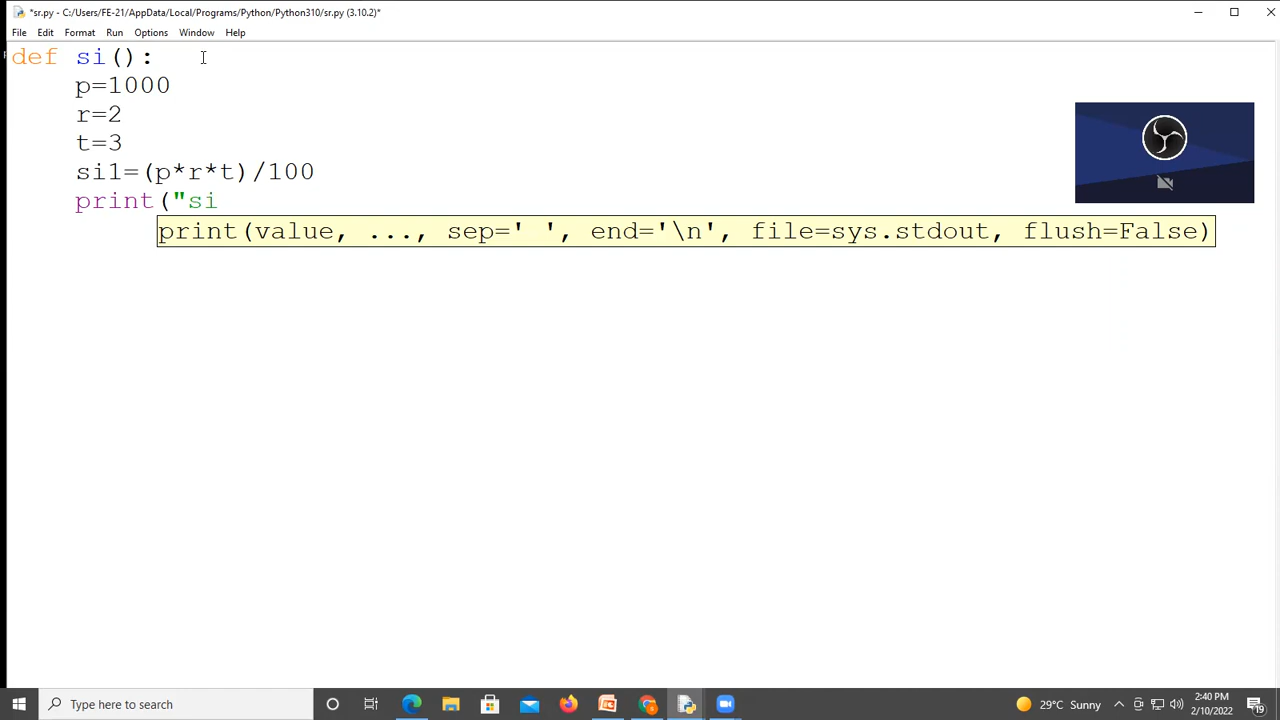 *sr.py - C:/Users/FE-21/AppData/Local/Programs/Python/Python310/sr.py (3.10.2)*
File Edit Format Run Options Window Help
def si():
    p=1000
    r=2
    t=3
    si1=(p*r*t)/100
    print("si
print(value, ..., sep=' ', end='\n', file=sys.stdout, flush=False)
Type here to search
29°C Sunny
2:40 PM
2/10/2022
19